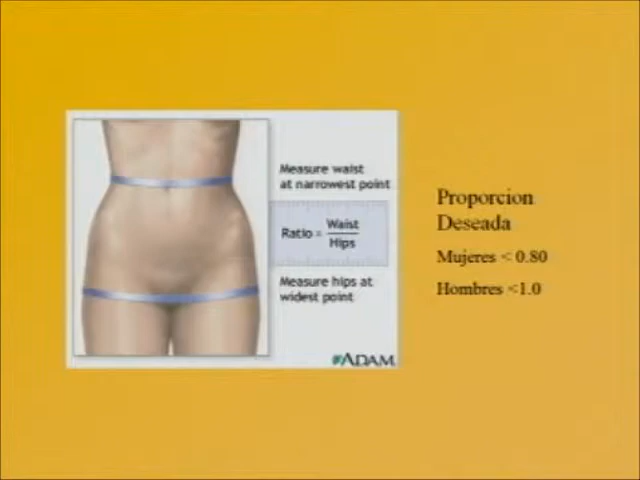 Measure waist
at narrowest point
Ratio = Waist
Hips
Measure hips at
widest point
ADAM
Proporcion
Deseada
Mujeres < 0.80
Hombres <1.0